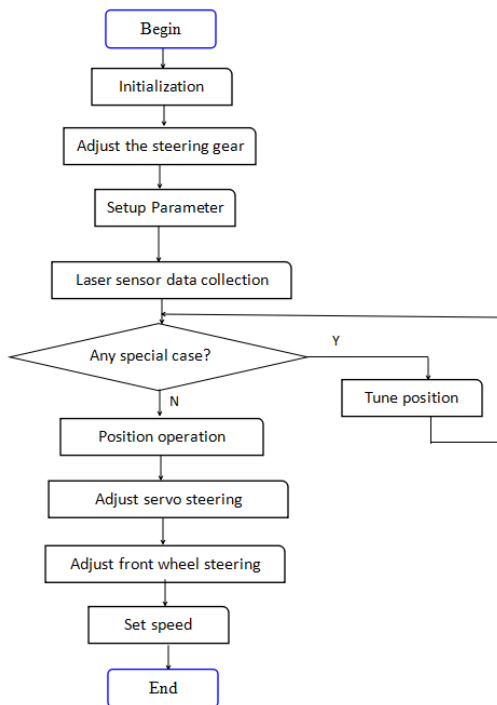 Begin
Initialization
Adjust the steering gear
Setup Parameter
Laser sensor data collection
Any special case?
Y
Tune position
N
Position operation
Adjust servo steering
Adjust front wheel steering
Set speed
End